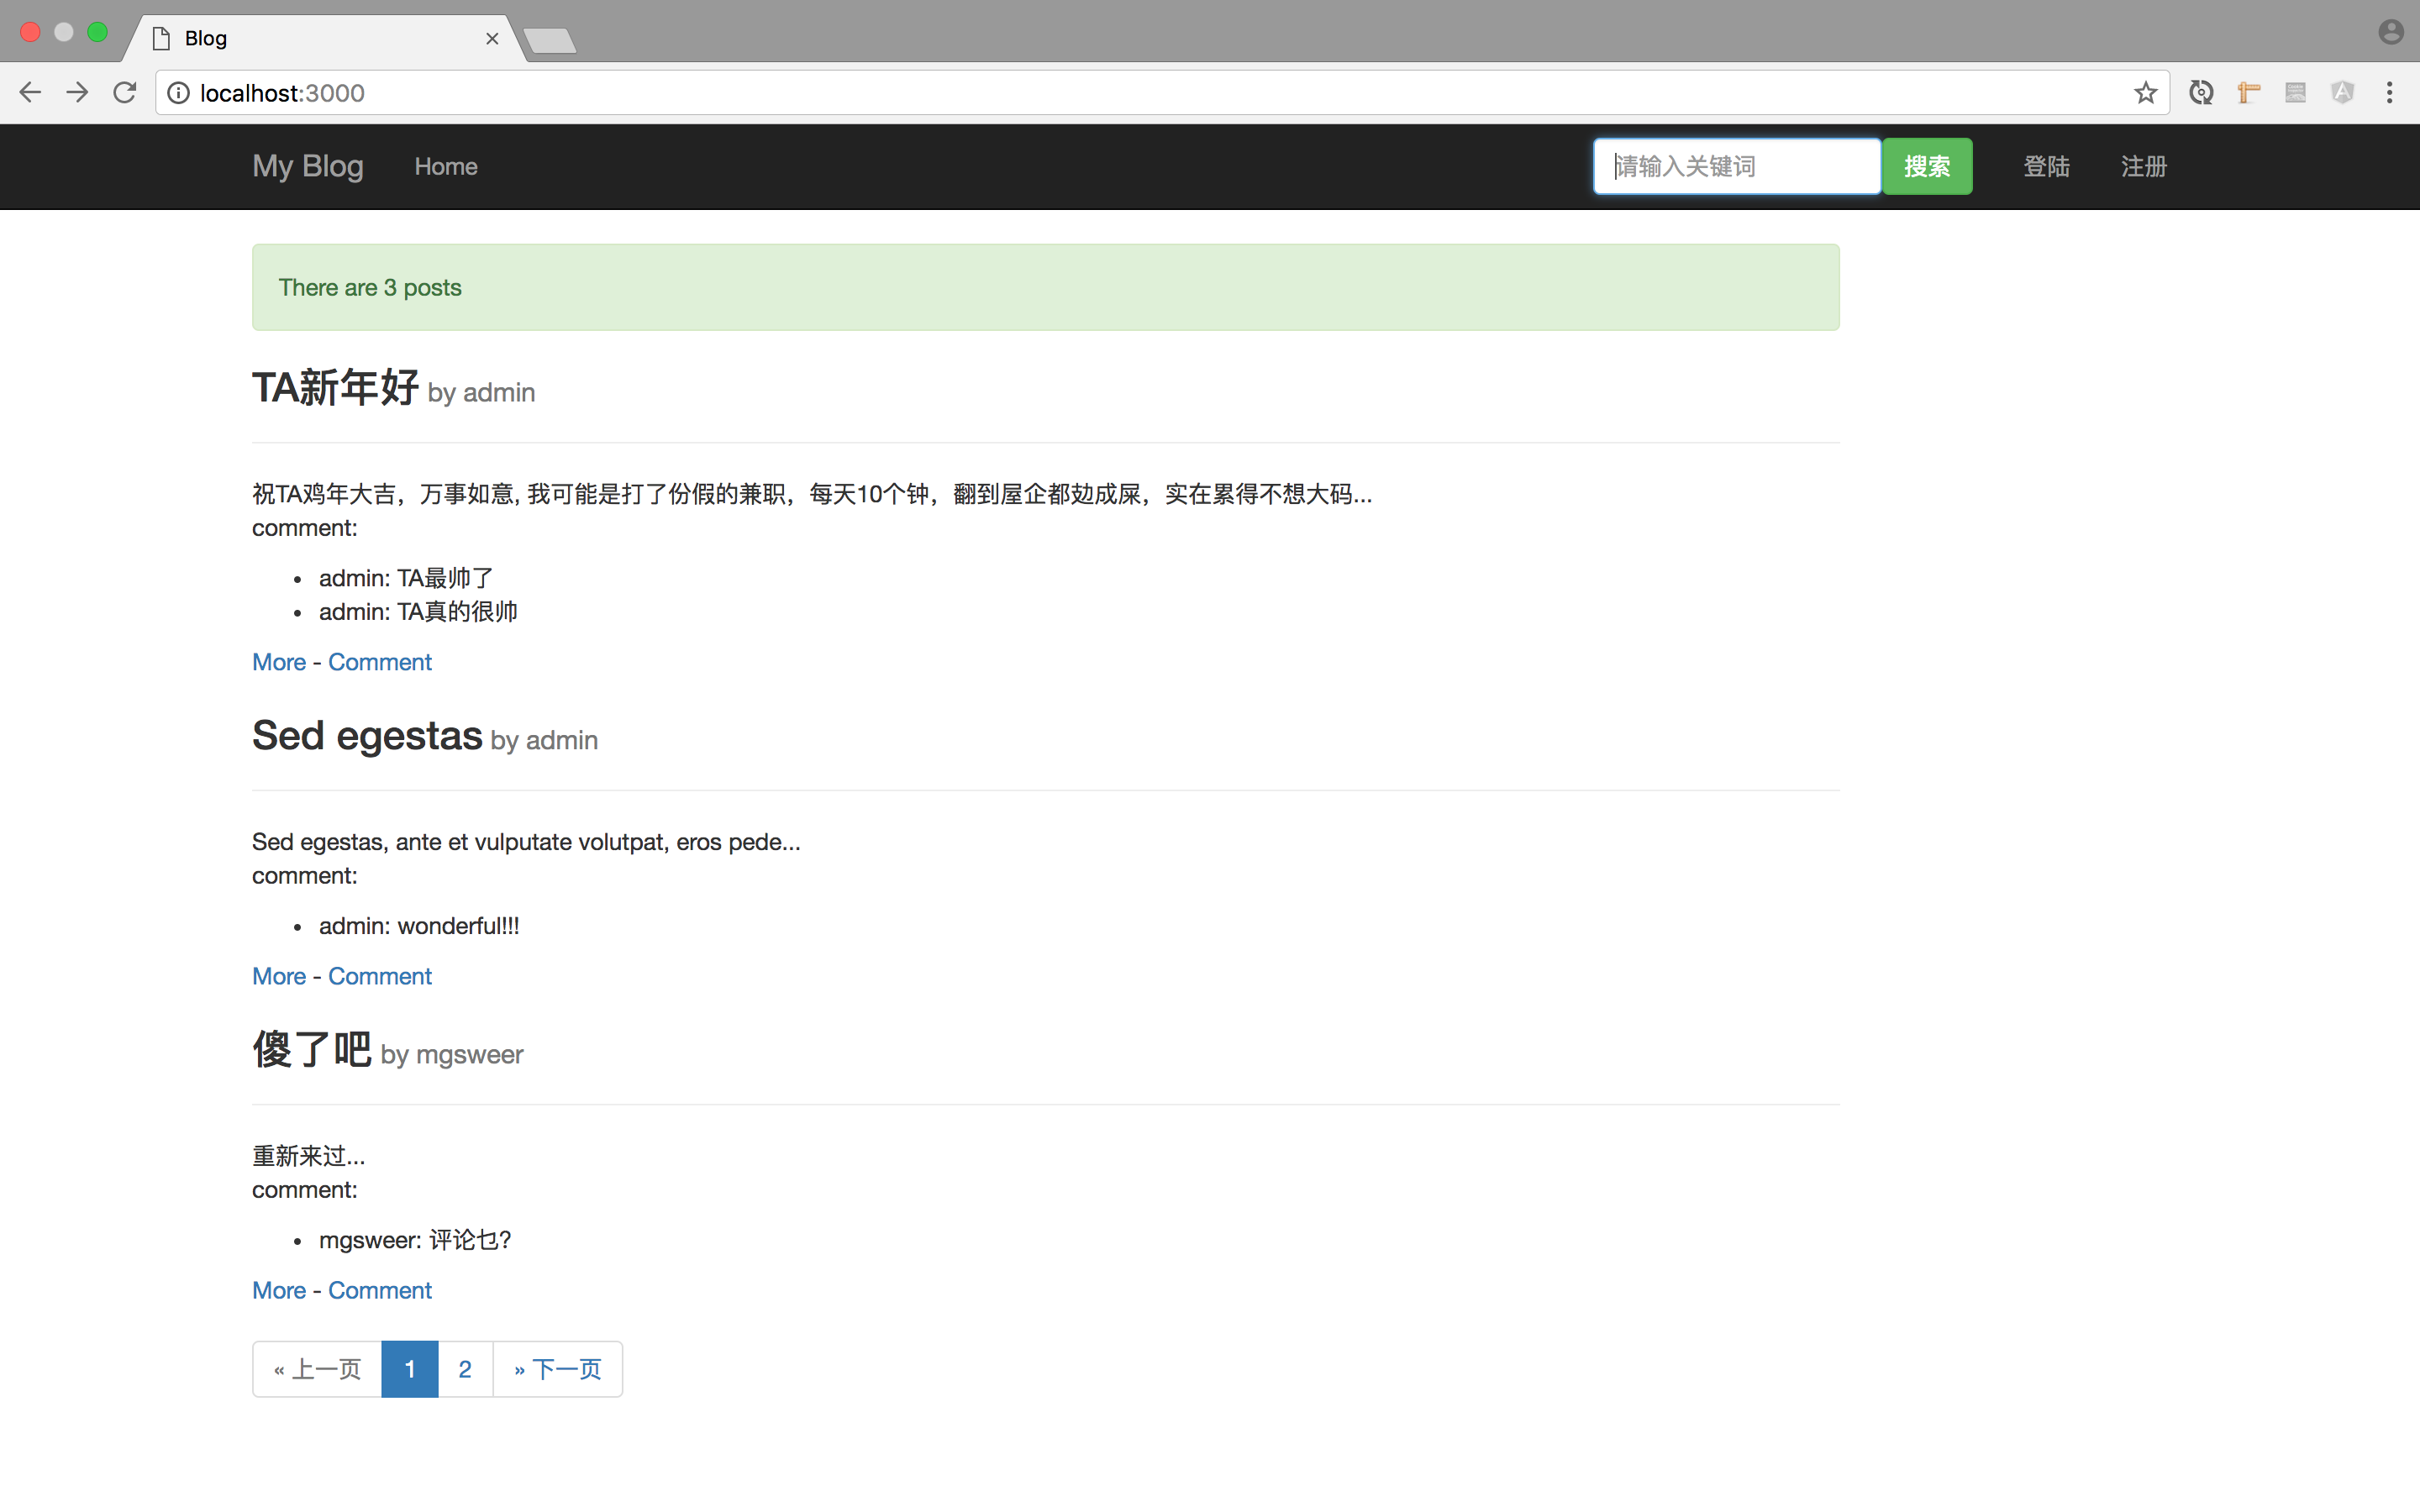 Blog
localhost:3000
My Blog Home 请输入关键词 搜索 登陆 注册
There are 3 posts
TA新年好 by admin
祝TA鸡年大吉，万事如意, 我可能是打了份假的兼职，每天10个钟，翻到屋企都攰成屎，实在累得不想大码...
comment:
admin: TA最帅了
admin: TA真的很帅
More - Comment
Sed egestas by admin
Sed egestas, ante et vulputate volutpat, eros pede...
comment:
admin: wonderful!!!
More - Comment
傻了吧 by mgsweer
重新来过...
comment:
mgsweer: 评论乜?
More - Comment
« 上一页 1 2 » 下一页